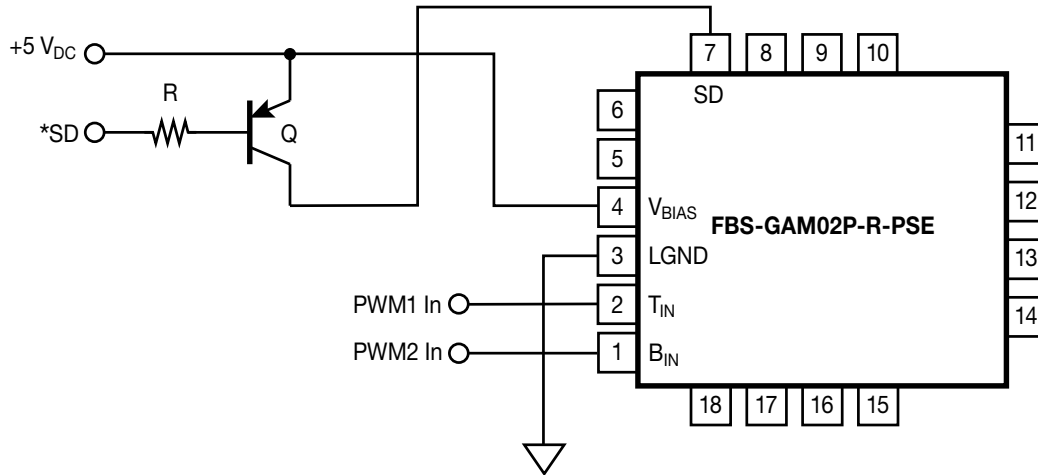 +5 V_DC
R
*SD
Q
7
8
9
10
SD
6
5
4
3
2
1
V_BIAS
LGND
T_IN
B_IN
FBS-GAM02P-R-PSE
11
12
13
14
PWM1 In
PWM2 In
18
17
16
15